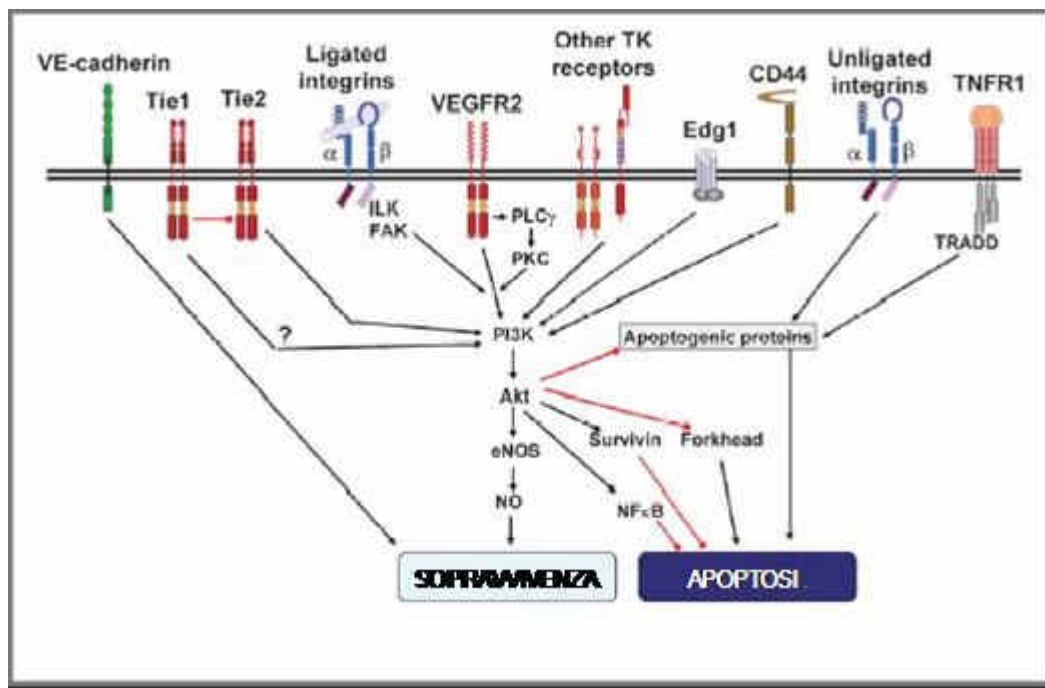 VE-cadherin
Tie1
Tie2
Ligated
integrins
α
β
ILK
FAK
VEGFR2
PLCγ
PKC
Other TK
receptors
Edg1
CD44
Unligated
integrins
α
β
TNFR1
TRADD
?
PI3K
Apoptogenic proteins
Akt
eNOS
Survivin
Forkhead
NO
NFκB
SOPRAVVIVENZA
APOPTOSI